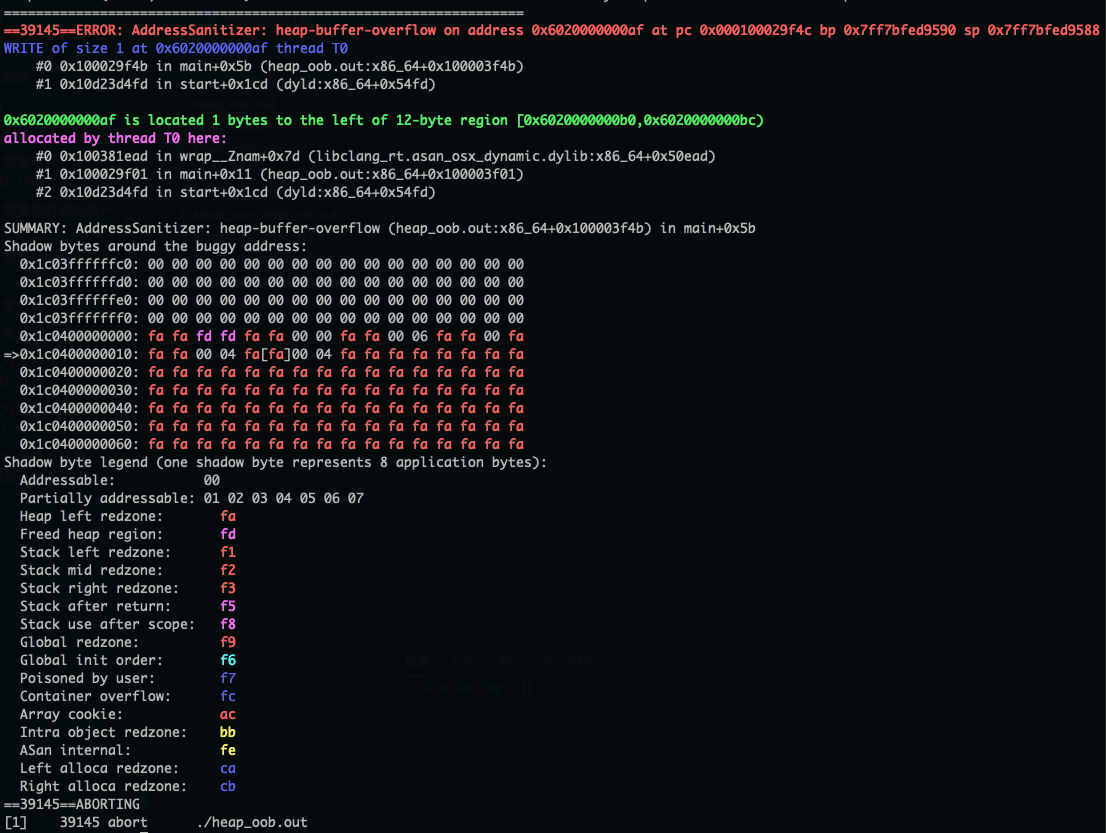 =================================================================
==39145==ERROR: AddressSanitizer: heap-buffer-overflow on address 0x6020000000af at pc 0x000100029f4c bp 0x7ff7bfed9590 sp 0x7ff7bfed9588
WRITE of size 1 at 0x6020000000af thread T0
    #0 0x100029f4b in main+0x5b (heap_oob.out:x86_64+0x100003f4b)
    #1 0x10d23d4fd in start+0x1cd (dyld:x86_64+0x54fd)
0x6020000000af is located 1 bytes to the left of 12-byte region [0x6020000000b0,0x6020000000bc)
allocated by thread T0 here:
    #0 0x100381ead in wrap__Znam+0x7d (libclang_rt.asan_osx_dynamic.dylib:x86_64+0x50ead)
    #1 0x100029f01 in main+0x11 (heap_oob.out:x86_64+0x100003f01)
    #2 0x10d23d4fd in start+0x1cd (dyld:x86_64+0x54fd)
SUMMARY: AddressSanitizer: heap-buffer-overflow (heap_oob.out:x86_64+0x100003f4b) in main+0x5b
Shadow bytes around the buggy address:
  0x1c03ffffffc0: 00 00 00 00 00 00 00 00 00 00 00 00 00 00 00 00
  0x1c03ffffffd0: 00 00 00 00 00 00 00 00 00 00 00 00 00 00 00 00
  0x1c03ffffffe0: 00 00 00 00 00 00 00 00 00 00 00 00 00 00 00 00
  0x1c03fffffff0: 00 00 00 00 00 00 00 00 00 00 00 00 00 00 00 00
  0x1c0400000000: fa fa fd fd fa fa 00 00 fa fa 00 06 fa fa 00 fa
=>0x1c0400000010: fa fa 00 04 fa[fa]00 04 fa fa fa fa fa fa fa fa
  0x1c0400000020: fa fa fa fa fa fa fa fa fa fa fa fa fa fa fa fa
  0x1c0400000030: fa fa fa fa fa fa fa fa fa fa fa fa fa fa fa fa
  0x1c0400000040: fa fa fa fa fa fa fa fa fa fa fa fa fa fa fa fa
  0x1c0400000050: fa fa fa fa fa fa fa fa fa fa fa fa fa fa fa fa
  0x1c0400000060: fa fa fa fa fa fa fa fa fa fa fa fa fa fa fa fa
Shadow byte legend (one shadow byte represents 8 application bytes):
  Addressable:           00
  Partially addressable: 01 02 03 04 05 06 07
  Heap left redzone:       fa
  Freed heap region:       fd
  Stack left redzone:      f1
  Stack mid redzone:       f2
  Stack right redzone:     f3
  Stack after return:      f5
  Stack use after scope:   f8
  Global redzone:          f9
  Global init order:       f6
  Poisoned by user:        f7
  Container overflow:      fc
  Array cookie:            ac
  Intra object redzone:    bb
  ASan internal:           fe
  Left alloca redzone:     ca
  Right alloca redzone:    cb
==39145==ABORTING
[1]    39145 abort      ./heap_oob.out